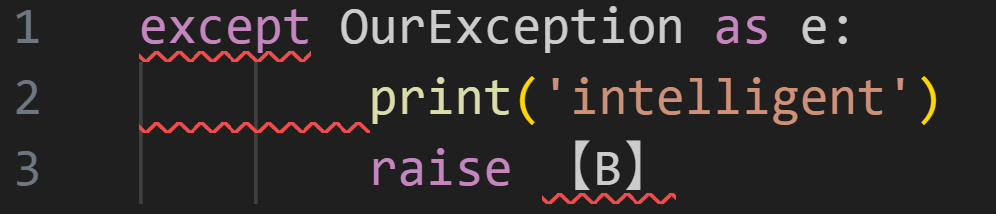 1 except OurException as e:
2 print('intelligent')
3 raise 【B】